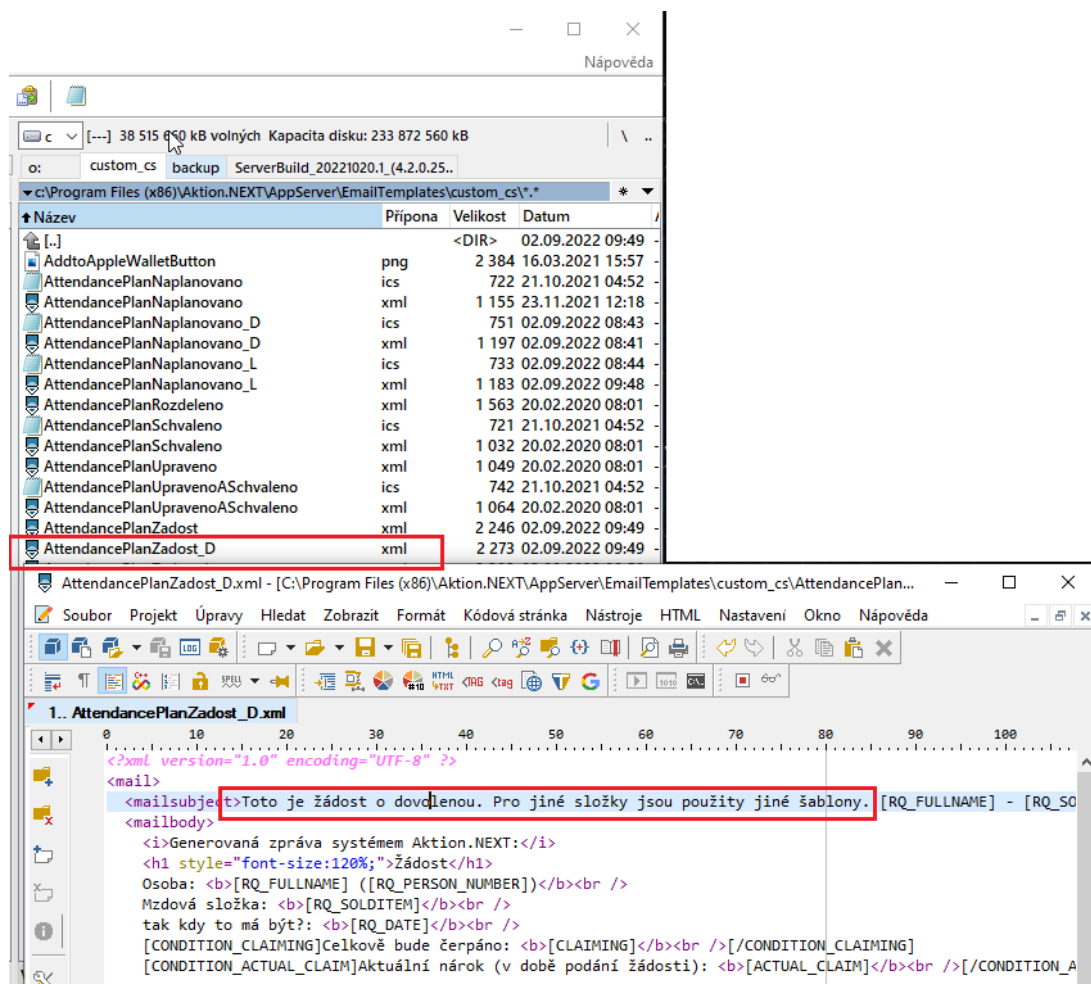 Nápověda
c [---] 38 515 660 kB volných Kapacita disku: 233 872 560 kB \ ..
o: custom_cs backup ServerBuild_20221020.1_(4.2.0.25..
c:\Program Files (x86)\Aktion.NEXT\AppServer\EmailTemplates\custom_cs\*.* *
Název Přípona Velikost Datum
[..] <DIR> 02.09.2022 09:49 -
AddtoAppleWalletButton png 2 384 16.03.2021 15:57 -
AttendancePlanNaplanovano ics 722 21.10.2021 04:52 -
AttendancePlanNaplanovano xml 1 155 23.11.2021 12:18 -
AttendancePlanNaplanovano_D ics 751 02.09.2022 08:43 -
AttendancePlanNaplanovano_D xml 1 197 02.09.2022 08:41 -
AttendancePlanNaplanovano_L ics 733 02.09.2022 08:44 -
AttendancePlanNaplanovano_L xml 1 183 02.09.2022 09:48 -
AttendancePlanRozdeleno xml 1 563 20.02.2020 08:01 -
AttendancePlanSchvaleno ics 721 21.10.2021 04:52 -
AttendancePlanSchvaleno xml 1 032 20.02.2020 08:01 -
AttendancePlanUpraveno xml 1 049 20.02.2020 08:01 -
AttendancePlanUpravenoASchvaleno ics 742 21.10.2021 04:52 -
AttendancePlanUpravenoASchvaleno xml 1 064 20.02.2020 08:01 -
AttendancePlanZadost xml 2 246 02.09.2022 09:49 -
AttendancePlanZadost_D xml 2 273 02.09.2022 09:49 -
AttendancePlanZadost_D.xml - [C:\Program Files (x86)\Aktion.NEXT\AppServer\EmailTemplates\custom_cs\AttendancePlan...
Soubor Projekt Úpravy Hledat Zobrazit Formát Kódová stránka Nástroje HTML Nastavení Okno Nápověda
1.. AttendancePlanZadost_D.xml
0 10 20 30 40 50 60 70 80 90 100
<?xml version="1.0" encoding="UTF-8" ?>
<mail>
<mailsubject>Toto je žádost o dovolenou. Pro jiné složky jsou použity jiné šablony. [RQ_FULLNAME] - [RQ_SO
<mailbody>
<i>Generovaná zpráva systémem Aktion.NEXT:</i>
<h1 style="font-size:120%;">Žádost</h1>
Osoba: <b>[RQ_FULLNAME] ([RQ_PERSON_NUMBER])</b><br />
Mzdová složka: <b>[RQ_SOLDITEM]</b><br />
tak kdy to má být?: <b>[RQ_DATE]</b><br />
[CONDITION_CLAIMING]Celkově bude čerpáno: <b>[CLAIMING]</b><br />[/CONDITION_CLAIMING]
[CONDITION_ACTUAL_CLAIM]Aktuální nárok (v době podání žádosti): <b>[ACTUAL_CLAIM]</b><br />[/CONDITION_A